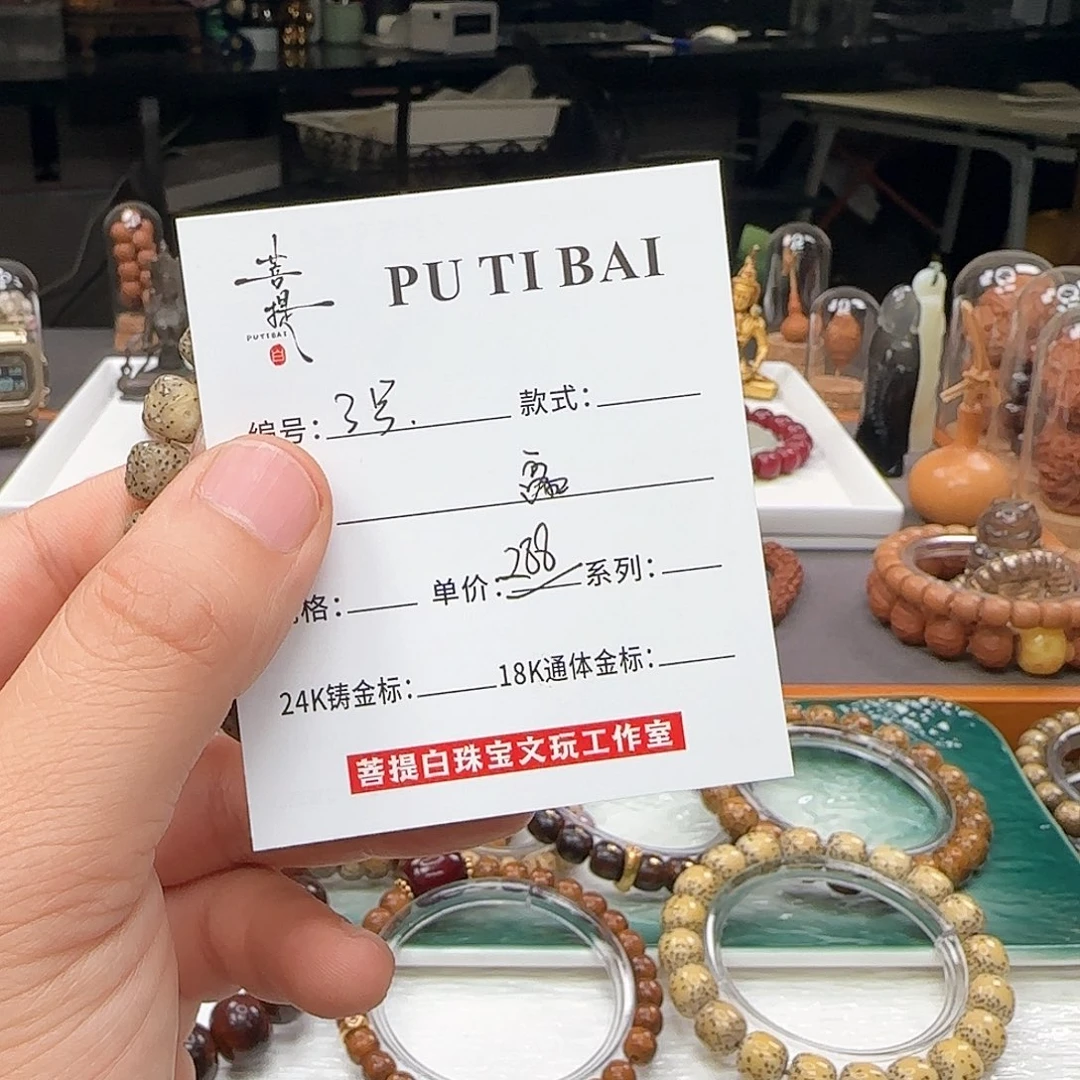 菩提
PUTIBAI
白
PU TI BAI
编号：3号. 款式：
格： 单价：288 系列：
24K铸金标： 18K通体金标：
菩提白珠宝文玩工作室